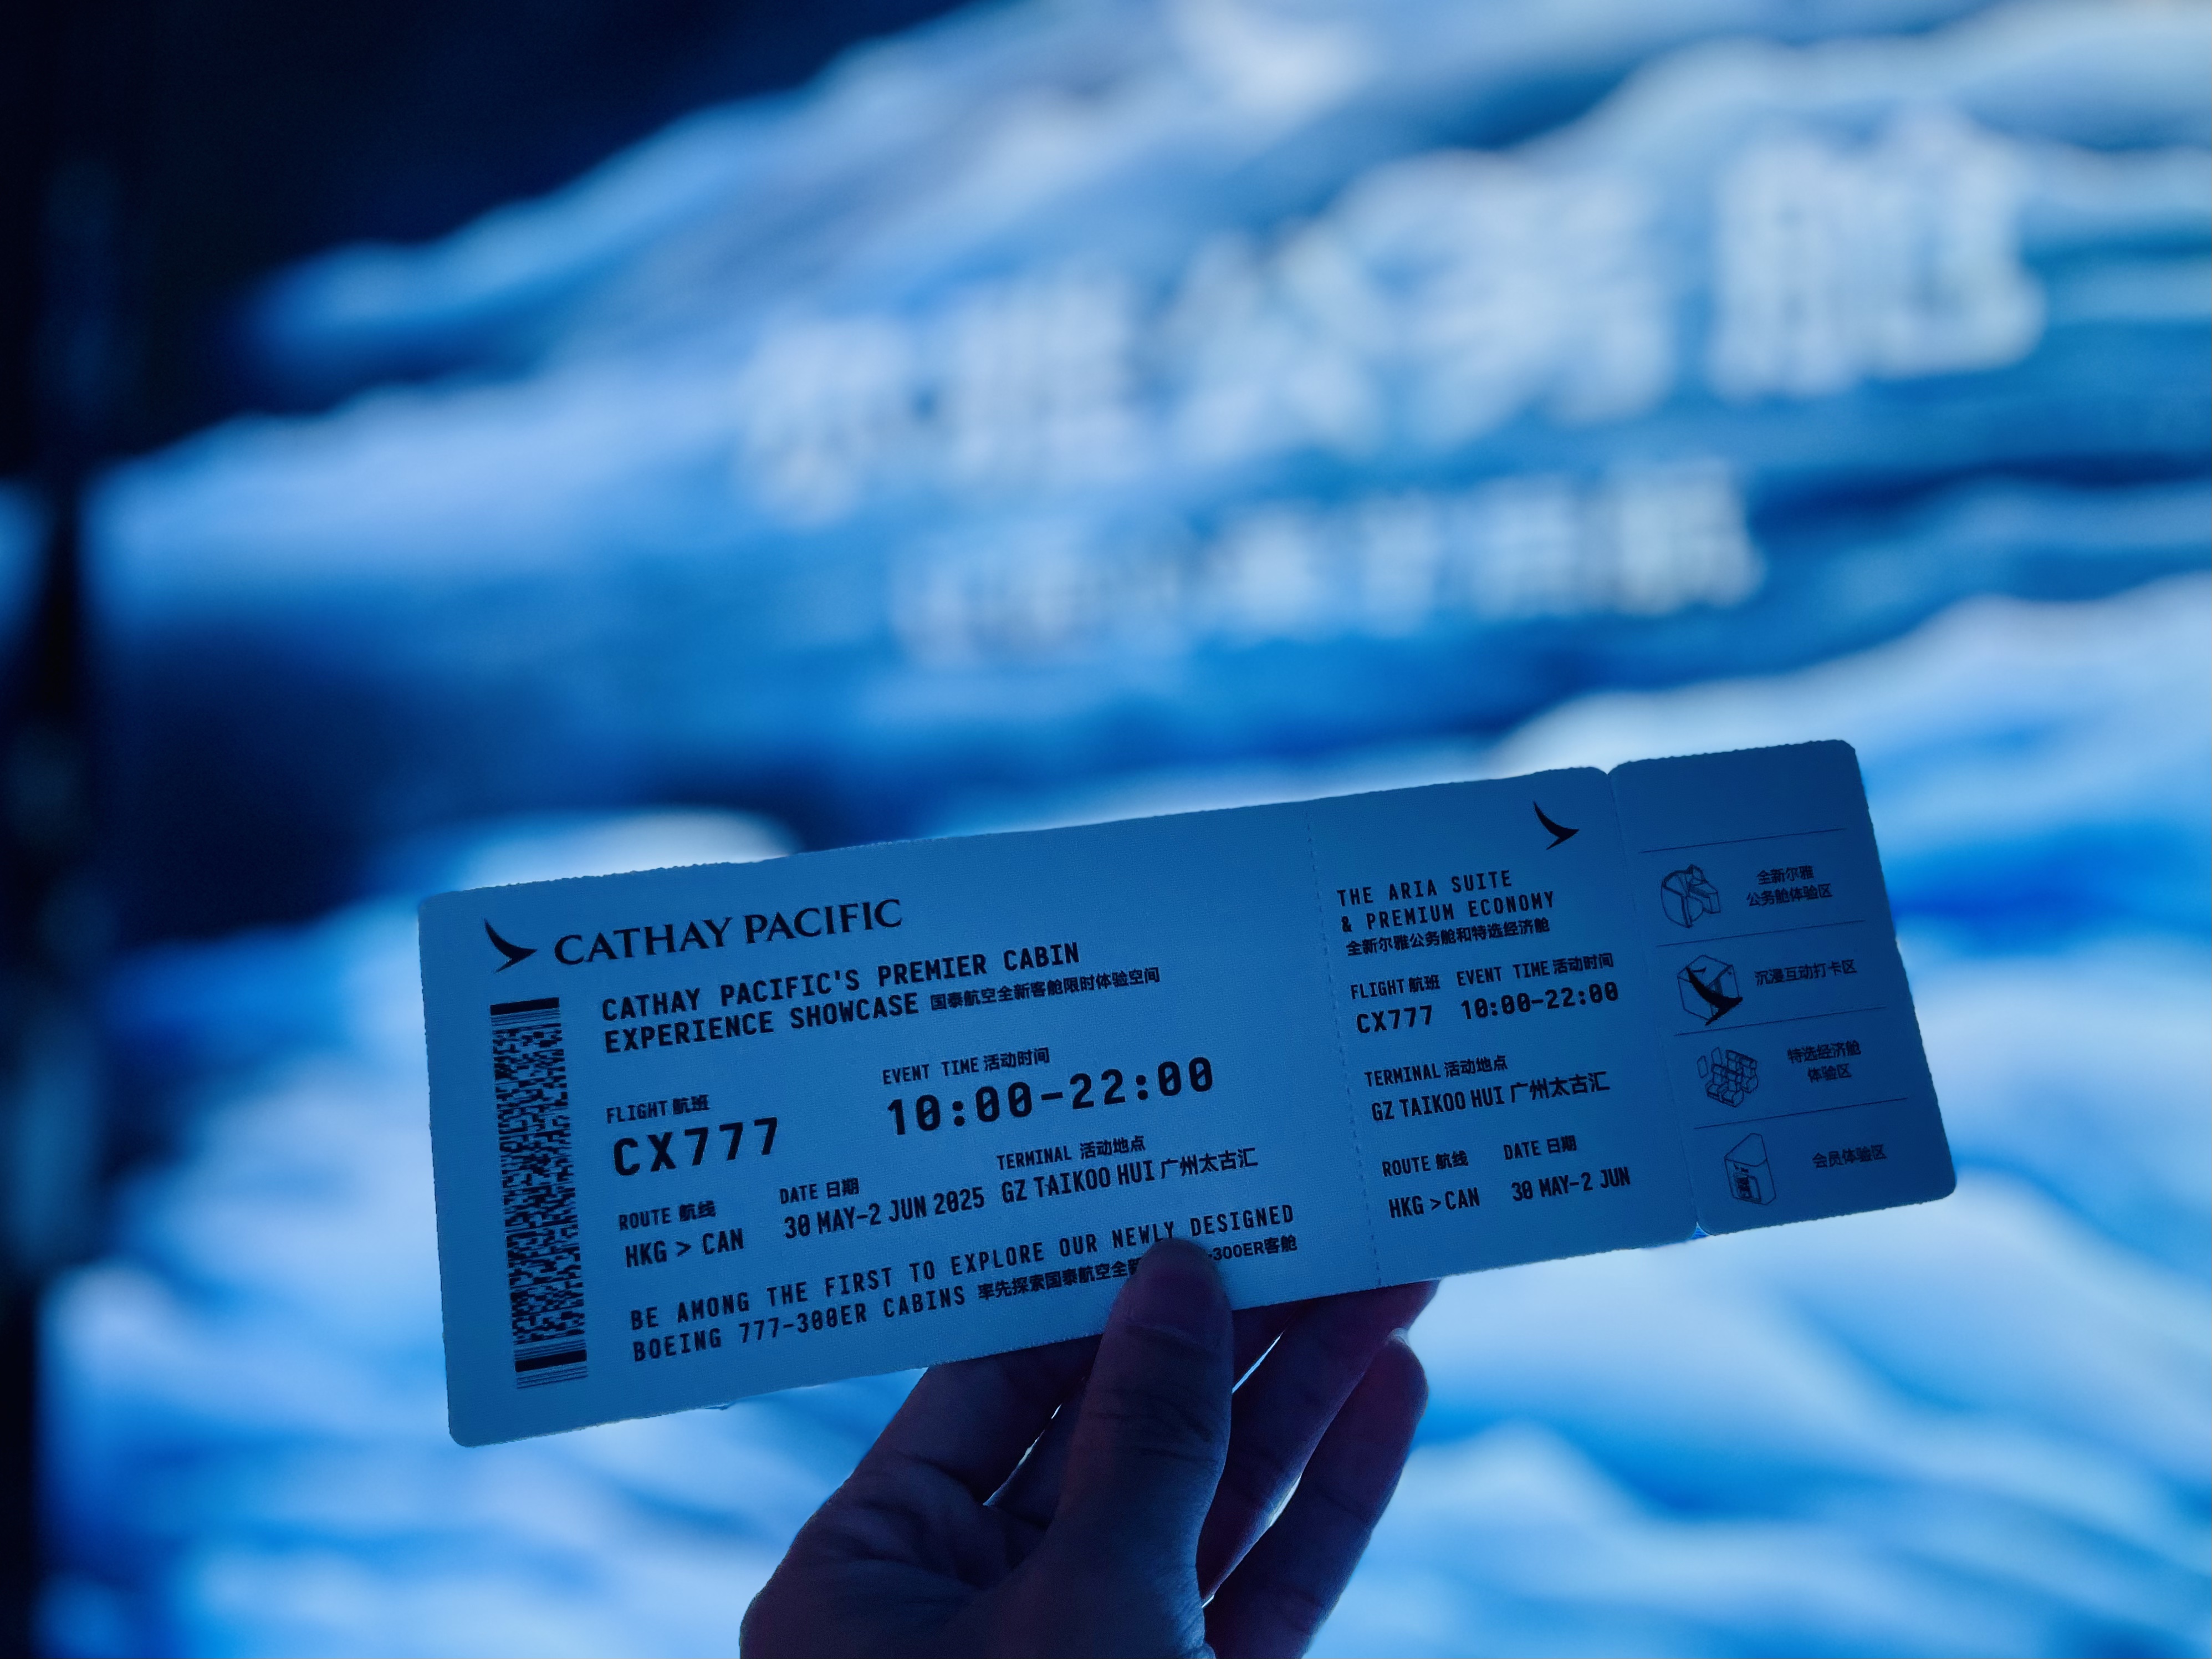 CATHAY PACIFIC
CATHAY PACIFIC'S PREMIER CABIN
EXPERIENCE SHOWCASE 国泰航空全新客舱限时体验空间
FLIGHT 航班
CX777
EVENT TIME 活动时间
10:00-22:00
ROUTE 航线
HKG > CAN
DATE 日期
30 MAY-2 JUN 2025
TERMINAL 活动地点
GZ TAIKOO HUI 广州太古汇
BE AMONG THE FIRST TO EXPLORE OUR NEWLY DESIGNED
BOEING 777-300ER CABINS 率先探索国泰航空全新 -300ER客舱
THE ARIA SUITE
& PREMIUM ECONOMY
全新尔雅公务舱和特选经济舱
FLIGHT 航班
CX777
EVENT TIME 活动时间
10:00-22:00
TERMINAL 活动地点
GZ TAIKOO HUI 广州太古汇
ROUTE 航线
HKG > CAN
DATE 日期
30 MAY-2 JUN
全新尔雅
公务舱体验区
沉浸互动打卡区
特选经济舱
体验区
会员体验区